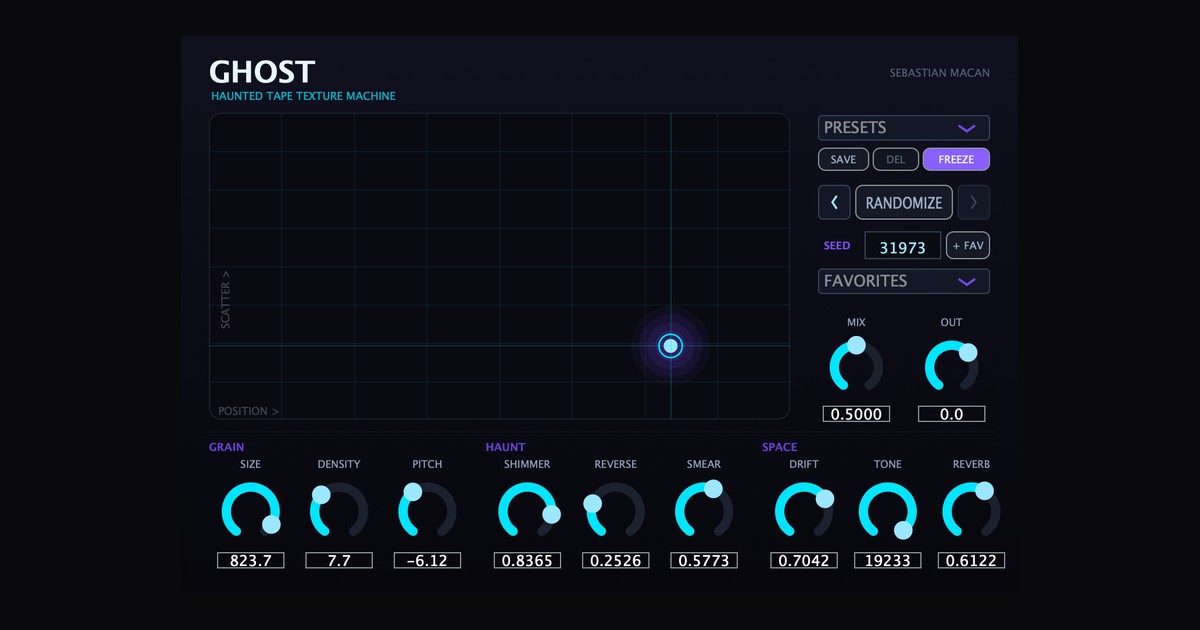 GHOST
SEBASTIAN MACAN
HAUNTED TAPE TEXTURE MACHINE
SCATTER >
POSITION >
PRESETS
SAVE DEL FREEZE
< RANDOMIZE >
SEED 31973 + FAV
FAVORITES
MIX OUT
0.5000 0.0
GRAIN HAUNT SPACE
SIZE DENSITY PITCH SHIMMER REVERSE SMEAR DRIFT TONE REVERB
823.7 7.7 −6.12 0.8365 0.2526 0.5773 0.7042 19233 0.6122